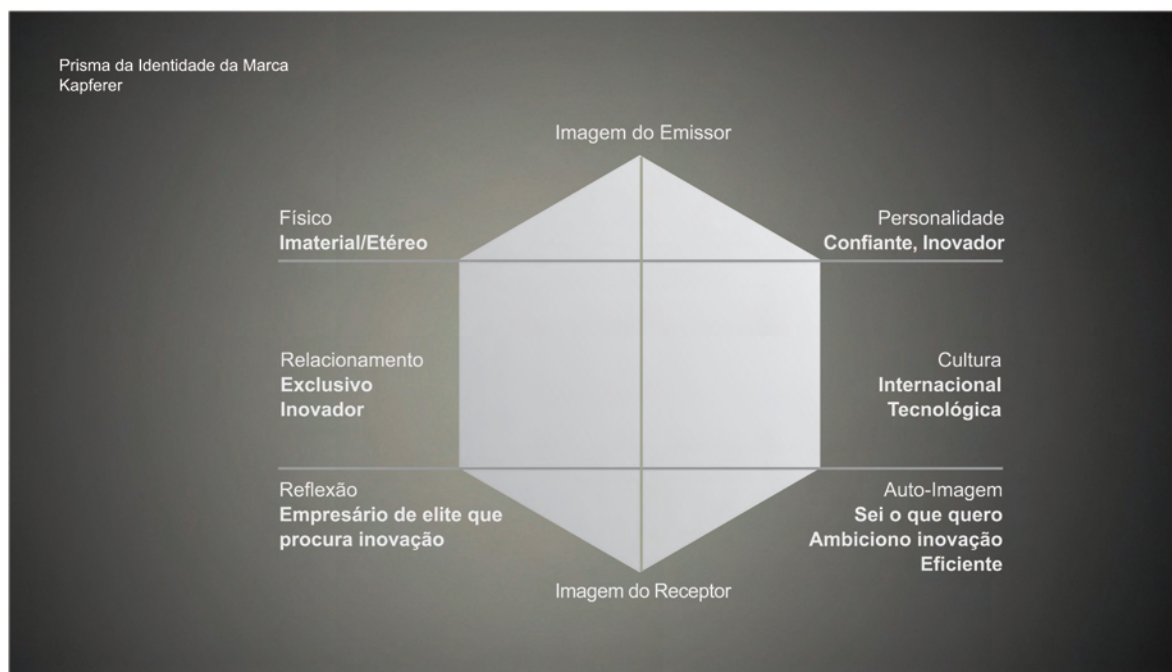 Prisma da Identidade da Marca
Kapferer
Imagem do Emissor
Físico
Imaterial/Etéreo
Personalidade
Confiante, Inovador
Relacionamento
Exclusivo
Inovador
Cultura
Internacional
Tecnológica
Reflexão
Empresário de elite que
procura inovação
Auto-Imagem
Sei o que quero
Ambiciono inovação
Eficiente
Imagem do Receptor